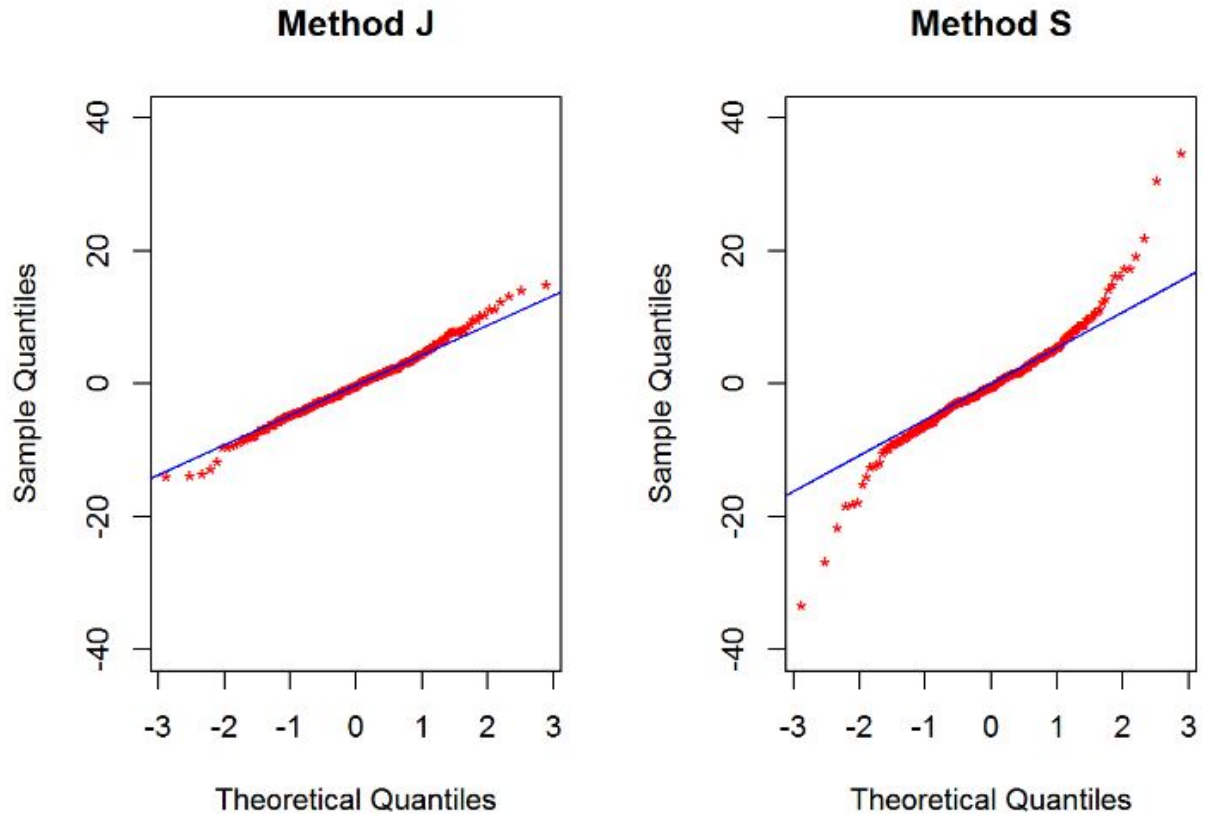 Method J
Method S
Sample Quantiles
40
20
0
-20
-40
-3 -2 -1 0 1 2 3
Theoretical Quantiles
Sample Quantiles
40
20
0
-20
-40
-3 -2 -1 0 1 2 3
Theoretical Quantiles